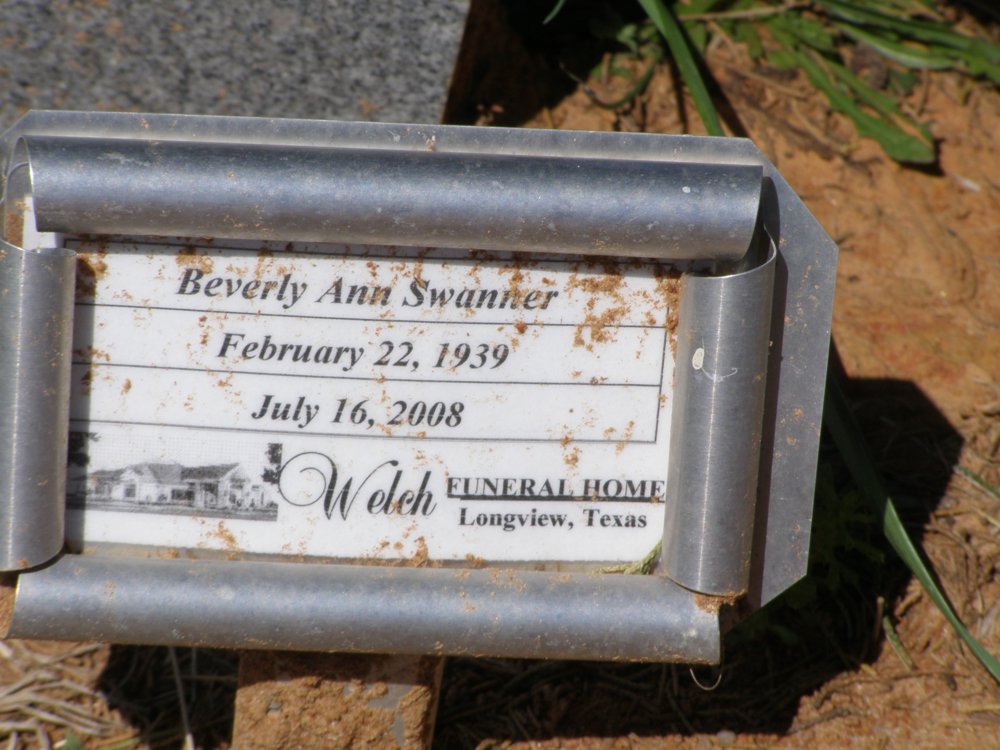 Beverly Ann Swanner
February 22, 1939
July 16, 2008
Welch FUNERAL HOME
Longview, Texas